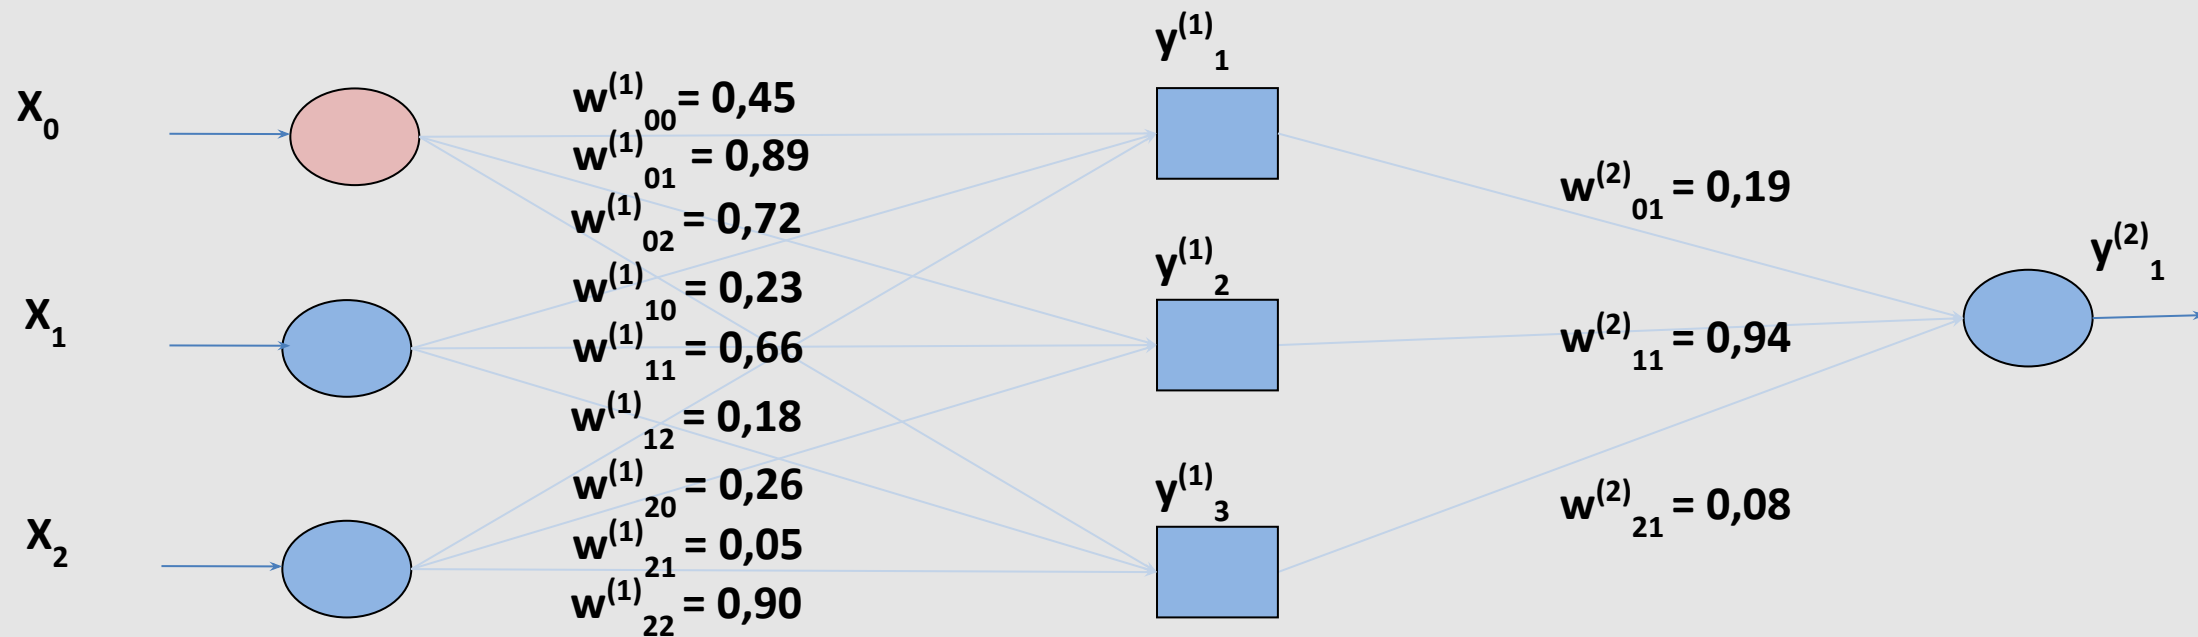 X₀
X₁
X₂
w⁽¹⁾₀₀ = 0,45
w⁽¹⁾₀₁ = 0,89
w⁽¹⁾₀₂ = 0,72
w⁽¹⁾₁₀ = 0,23
w⁽¹⁾₁₁ = 0,66
w⁽¹⁾₁₂ = 0,18
w⁽¹⁾₂₀ = 0,26
w⁽¹⁾₂₁ = 0,05
w⁽¹⁾₂₂ = 0,90
y⁽¹⁾₁
y⁽¹⁾₂
y⁽¹⁾₃
w⁽²⁾₀₁ = 0,19
w⁽²⁾₁₁ = 0,94
w⁽²⁾₂₁ = 0,08
y⁽²⁾₁